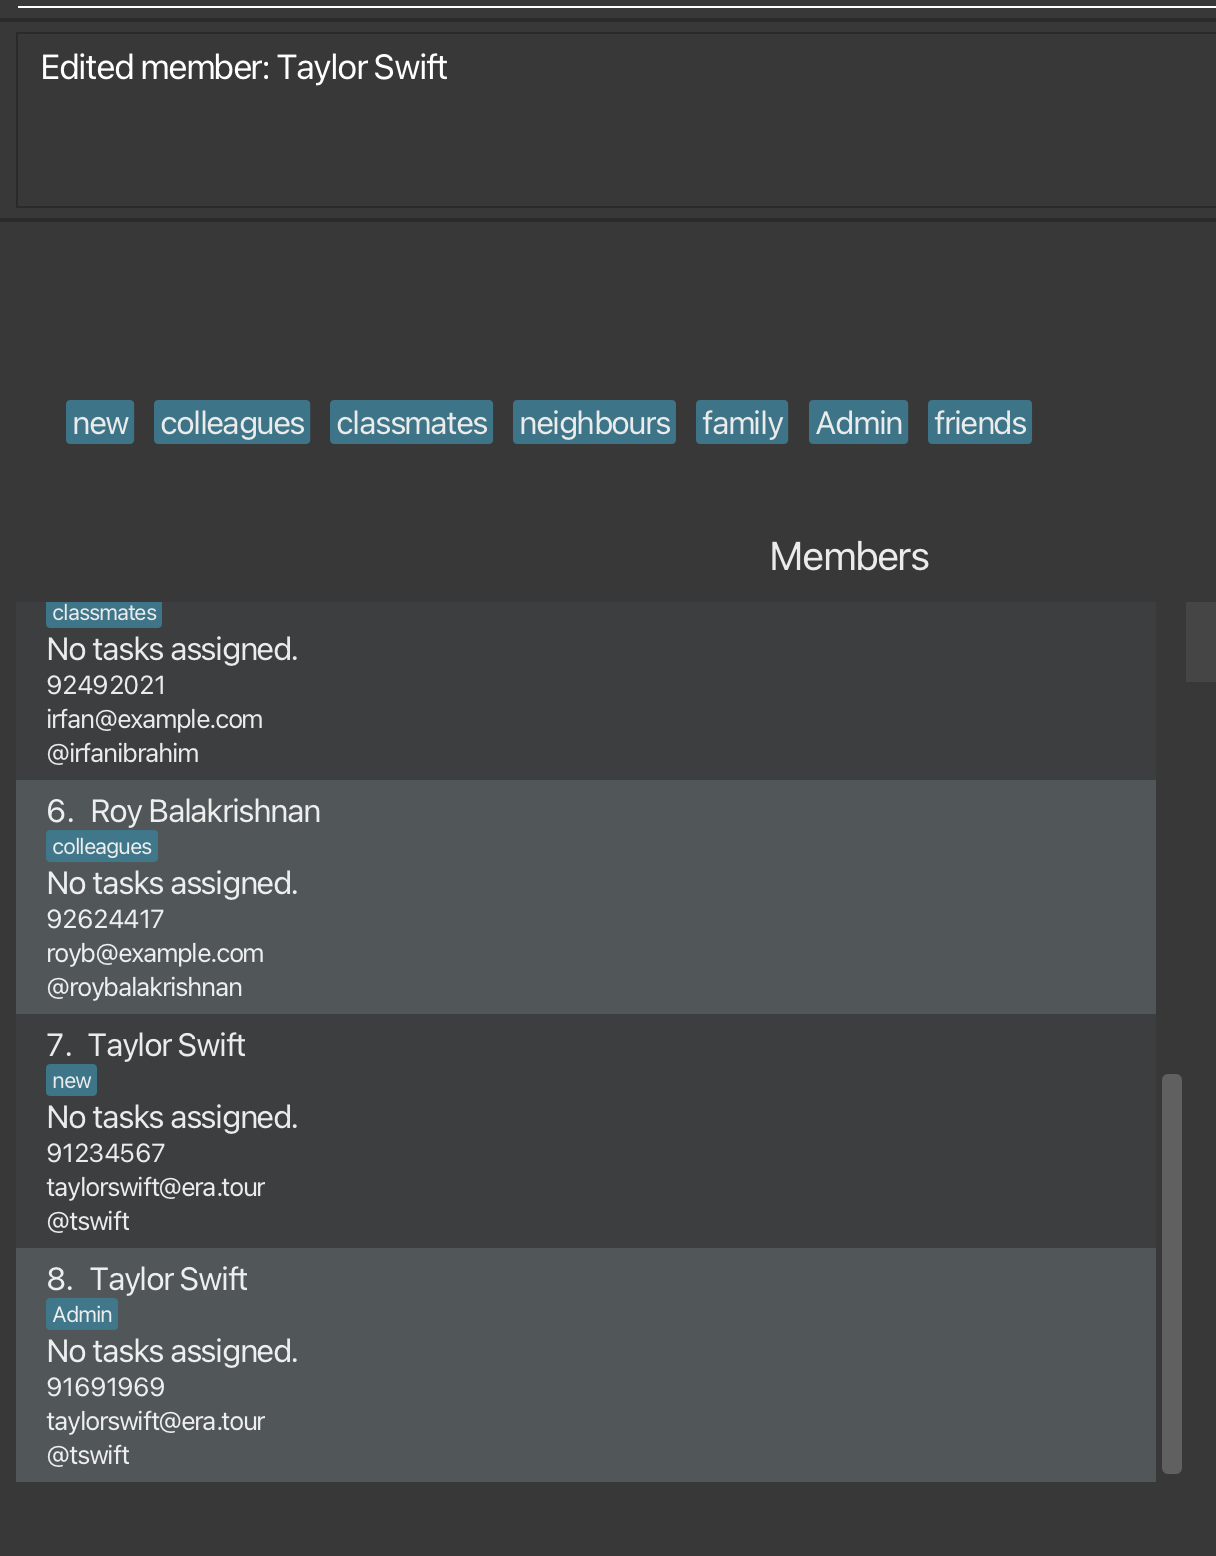 Edited member: Taylor Swift
new colleagues classmates neighbours family Admin friends
Members
classmates
No tasks assigned.
92492021
irfan@example.com
@irfanibrahim
6. Roy Balakrishnan
colleagues
No tasks assigned.
92624417
royb@example.com
@roybalakrishnan
7. Taylor Swift
new
No tasks assigned.
91234567
taylorswift@era.tour
@tswift
8. Taylor Swift
Admin
No tasks assigned.
91691969
taylorswift@era.tour
@tswift